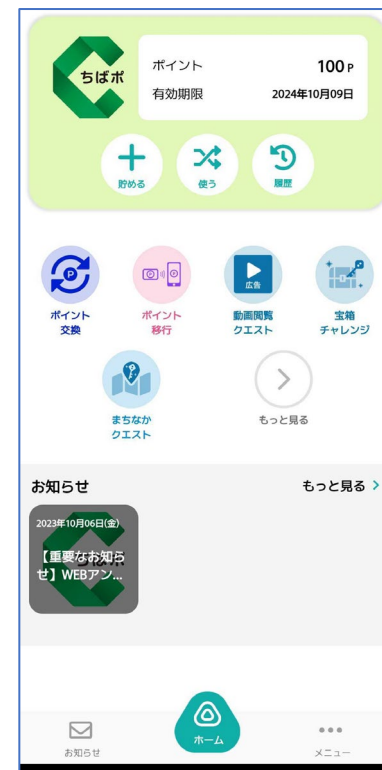 ちばポ
ポイント 100 P
有効期限 2024年10月09日
貯める 使う 履歴
P
広告
ポイント
交換
ポイント
移行
動画閲覧
クエスト
宝箱
チャレンジ
まちなか
クエスト
もっと見る
お知らせ もっと見る
2023年10月06日(金)
【重要なお知ら
せ】WEBアン...
お知らせ ホーム メニュー